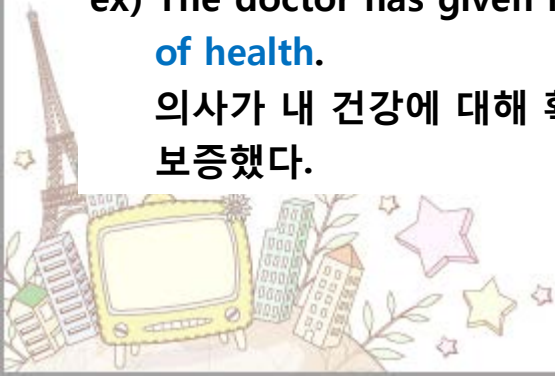 ex) The doctor has given
of health.
의사가 내 건강에 대해
보증했다.